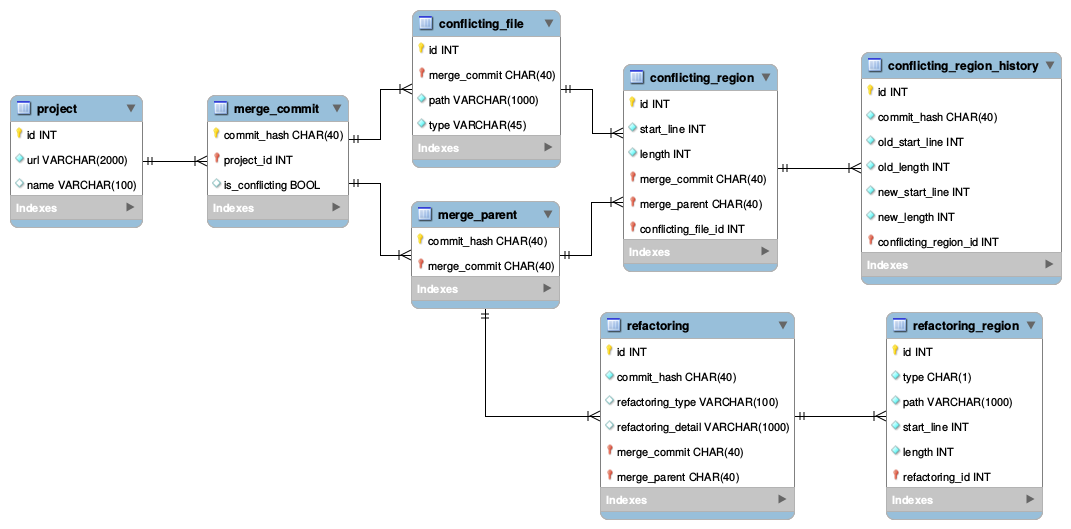 project
id INT
url VARCHAR(2000)
name VARCHAR(100)
Indexes
merge_commit
commit_hash CHAR(40)
project_id INT
is_conflicting BOOL
Indexes
conflicting_file
id INT
merge_commit CHAR(40)
path VARCHAR(1000)
type VARCHAR(45)
Indexes
merge_parent
commit_hash CHAR(40)
merge_commit CHAR(40)
Indexes
conflicting_region
id INT
start_line INT
length INT
merge_commit CHAR(40)
merge_parent CHAR(40)
conflicting_file_id INT
Indexes
conflicting_region_history
id INT
commit_hash CHAR(40)
old_start_line INT
old_length INT
new_start_line INT
new_length INT
conflicting_region_id INT
Indexes
refactoring
id INT
commit_hash CHAR(40)
refactoring_type VARCHAR(100)
refactoring_detail VARCHAR(1000)
merge_commit CHAR(40)
merge_parent CHAR(40)
Indexes
refactoring_region
id INT
type CHAR(1)
path VARCHAR(1000)
start_line INT
length INT
refactoring_id INT
Indexes